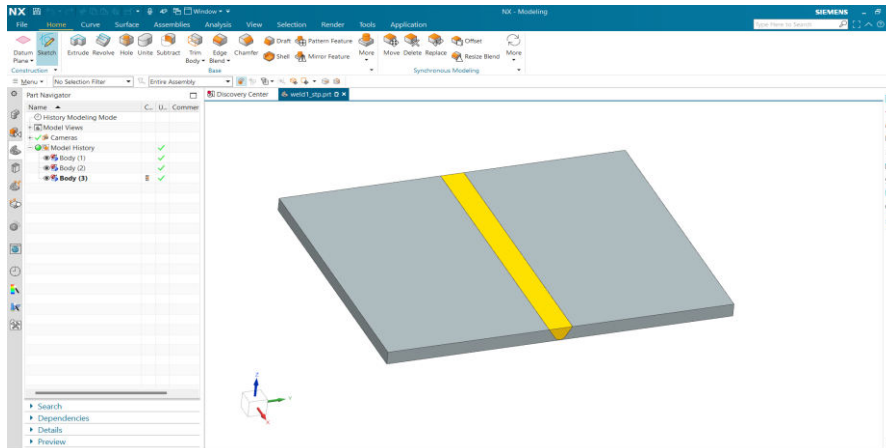 NX Window NX - Modeling SIEMENS
File Home Curve Surface Assemblies Analysis View Selection Render Tools Application Type Here to Search
Datum Plane Sketch Extrude Revolve Hole Unite Subtract Trim Body Edge Blend Chamfer Draft Pattern Feature More Move Delete Replace Offset More
Shell Mirror Feature Resize Blend
Construction Base Synchronous Modeling
Menu No Selection Filter Entire Assembly
Part Navigator Discovery Center weld1_stp.prt
Name C... U... Commer
History Modeling Mode
Model Views
Cameras
Model History
Body (1)
Body (2)
Body (3)
Z
Y
X
Search
Dependencies
Details
Preview